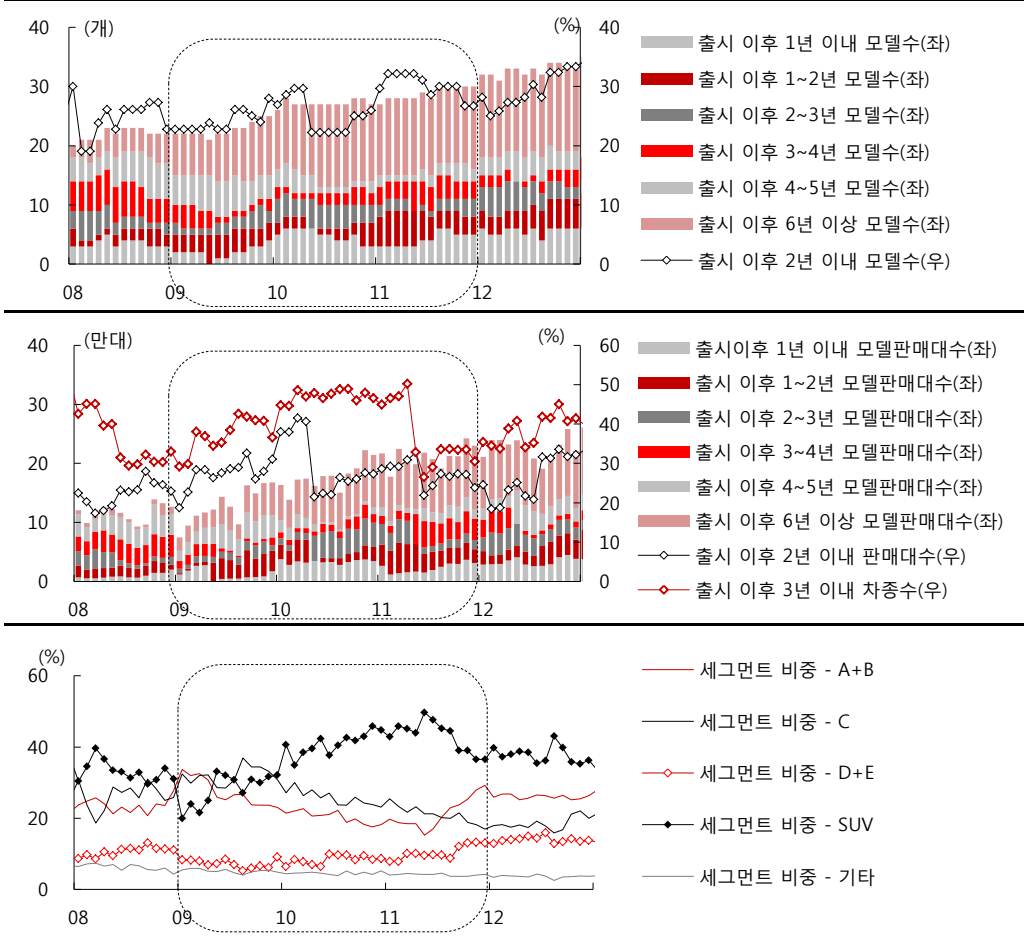 (개)
(%)
40
30
20
10
0
40
30
20
10
0
08
09
10
11
12
출시 이후 1년 이내 모델수(좌)
출시 이후 1~2년 모델수(좌)
출시 이후 2~3년 모델수(좌)
출시 이후 3~4년 모델수(좌)
출시 이후 4~5년 모델수(좌)
출시 이후 6년 이상 모델수(좌)
출시 이후 2년 이내 모델수(우)
(만대)
(%)
40
30
20
10
0
60
50
40
30
20
10
0
08
09
10
11
12
출시이후 1년 이내 모델판매대수(좌)
출시 이후 1~2년 모델판매대수(좌)
출시 이후 2~3년 모델판매대수(좌)
출시 이후 3~4년 모델판매대수(좌)
출시 이후 4~5년 모델판매대수(좌)
출시 이후 6년 이상 모델판매대수(좌)
출시 이후 2년 이내 판매대수(우)
출시 이후 3년 이내 차종수(우)
(%)
60
40
20
0
08
09
10
11
12
세그먼트 비중 - A+B
세그먼트 비중 - C
세그먼트 비중 - D+E
세그먼트 비중 - SUV
세그먼트 비중 - 기타